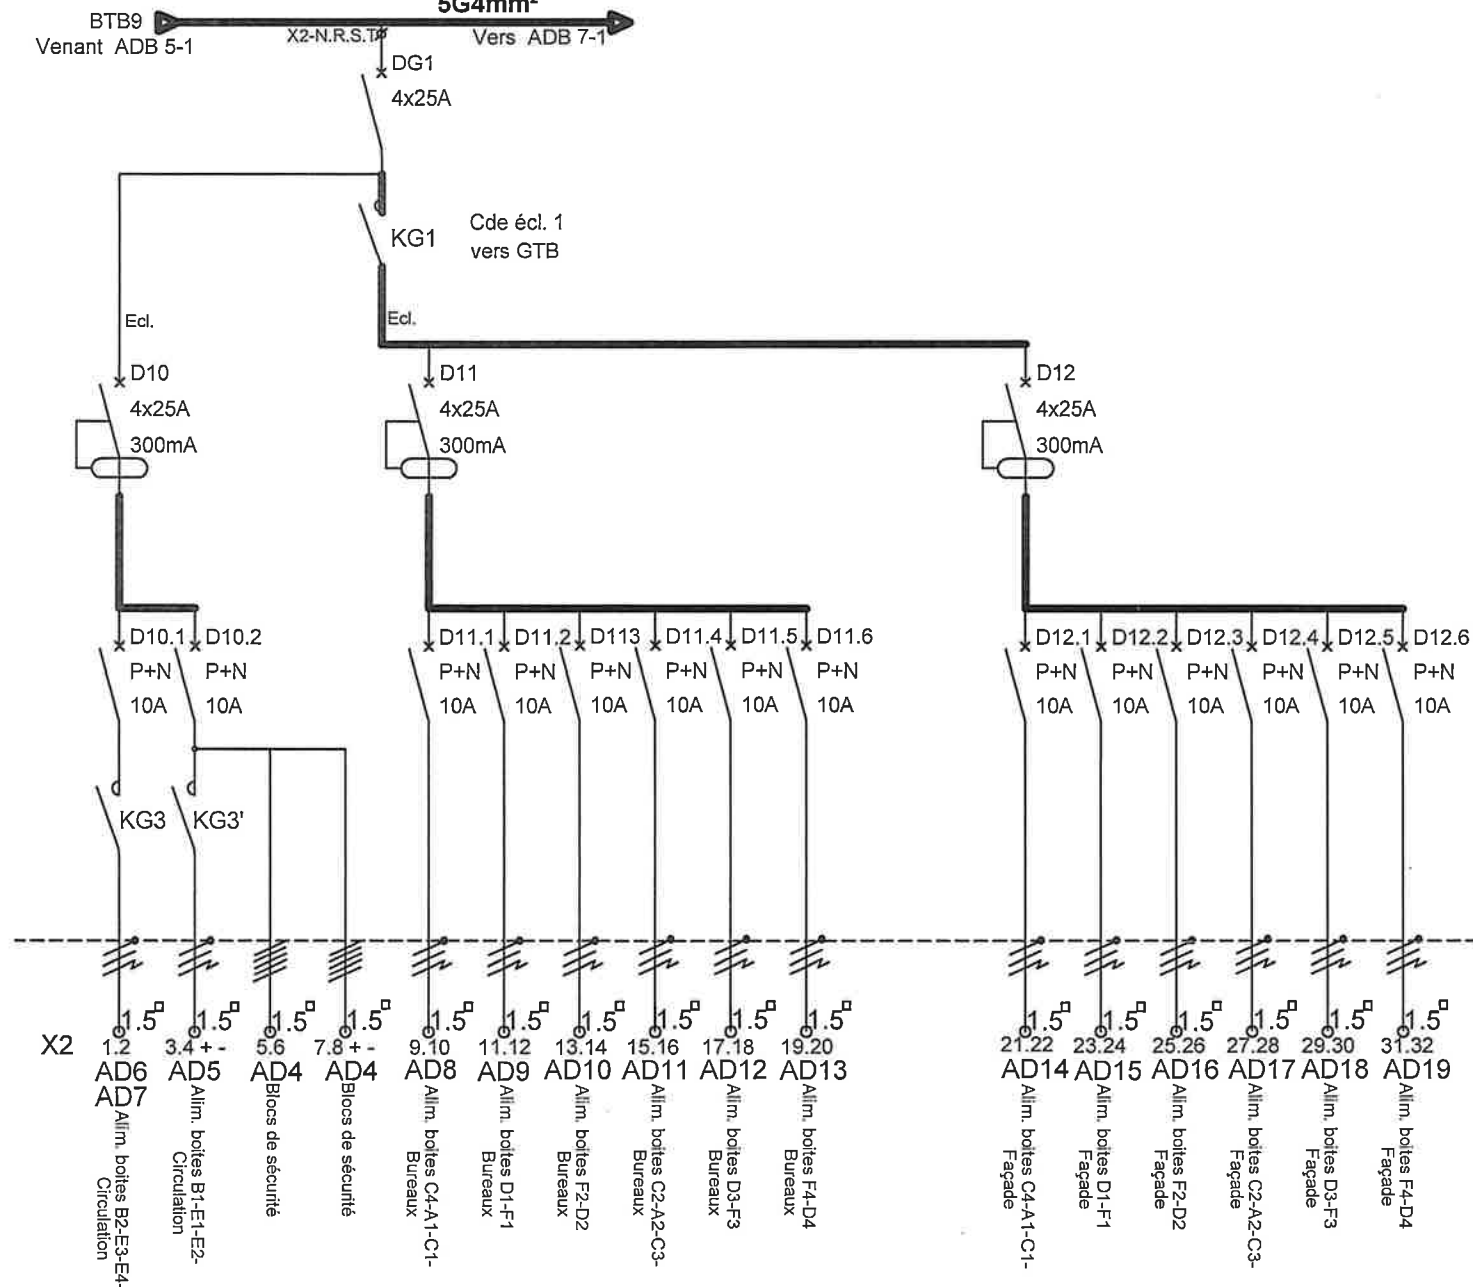 5G4mm²
BTB9
Venant ADB 5-1
X2-N.R.S.T
Vers ADB 7-1
DG1
4x25A
KG1
Cde écl. 1
vers GTB
Ecl.
Ecl.
D10
4x25A
300mA
D11
4x25A
300mA
D12
4x25A
300mA
D10.1
P+N
10A
D10.2
P+N
10A
D11.1
P+N
10A
D11.2
P+N
10A
D113
P+N
10A
D11.4
P+N
10A
D11.5
P+N
10A
D11.6
P+N
10A
D12.1
P+N
10A
D12.2
P+N
10A
D12.3
P+N
10A
D12.4
P+N
10A
D12.5
P+N
10A
D12.6
P+N
10A
KG3
KG3'
1.5 1.5 1.5 1.5 1.5 1.5 1.5 1.5 1.5 1.5 1.5 1.5 1.5 1.5 1.5 1.5
X2 1.2 3.4 + - 5.6 7.8 + - 9.10 11.12 13.14 15.16 17.18 19.20 21.22 23.24 25.26 27.28 29.30 31.32
AD6 AD5 AD4 AD4 AD8 AD9 AD10 AD11 AD12 AD13 AD14 AD15 AD16 AD17 AD18 AD19
AD7
Alim. boites B2-E3-E4-
Circulation
Alim. boites B1-E1-E2-
Circulation
Blocs de sécurité
Blocs de sécurité
Alim. boites C4-A1-C1-
Bureaux
Alim. boites D1-F1
Bureaux
Alim. boites F2-D2
Bureaux
Alim. boites C2-A2-C3-
Bureaux
Alim. boites D3-F3
Bureaux
Alim. boites F4-D4
Bureaux
Alim. boites C4-A1-C1-
Façade
Alim. boites D1-F1
Façade
Alim. boites F2-D2
Façade
Alim. boites C2-A2-C3-
Façade
Alim. boites D3-F3
Façade
Alim. boites F4-D4
Façade